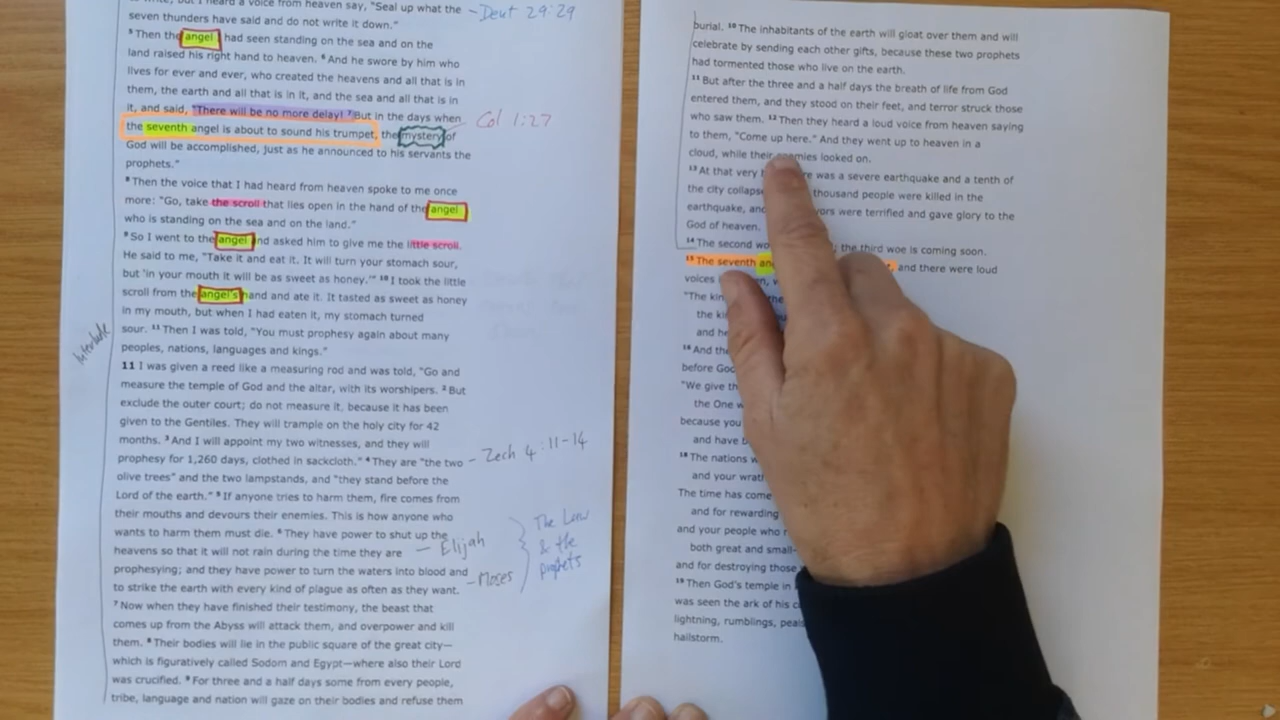 to write, but I heard a voice from heaven say, "Seal up what the
- Deut 29:29
seven thunders have said and do not write it down."
⁵ Then the angel had seen standing on the sea and on the
land raised his right hand to heaven. ⁶ And he swore by him who
lives for ever and ever, who created the heavens and all that is in
them, the earth and all that is in it, and the sea and all that is
it, and said, "There will be no more delay! ⁷ But in the days when
Col 1:27
the seventh angel is about to sound his trumpet, the mystery of
God will be accomplished, just as he announced to his servants the
prophets."
⁸ Then the voice that I had heard from heaven spoke to me once
more: "Go, take the scroll that lies open in the hand of the angel
who is standing on the sea and on the land."
⁹ So I went to the angel and asked him to give me the little scroll.
He said to me, "Take it and eat it. It will turn your stomach sour,
but 'in your mouth it will be as sweet as honey.'" ¹⁰ I took the little
scroll from the angel's hand and ate it. It tasted as sweet as honey
in my mouth, but when I had eaten it, my stomach turned
sour. ¹¹ Then I was told, "You must prophesy again about many
Interlude
peoples, nations, languages and kings."
11 I was given a reed like a measuring rod and was told, "Go and
measure the temple of God and the altar, with its worshipers. ² But
exclude the outer court; do not measure it, because it has been
given to the Gentiles. They will trample on the holy city for 42
months. ³ And I will appoint my two witnesses, and they will
prophesy for 1,260 days, clothed in sackcloth." ⁴ They are "the two
- Zech 4:11-14
olive trees" and the two lampstands, and "they stand before the
Lord of the earth." ⁵ If anyone tries to harm them, fire comes from
their mouths and devours their enemies. This is how anyone who
wants to harm them must die. ⁶ They have power to shut up the
heavens so that it will not rain during the time they are
- Elijah
prophesying; and they have power to turn the waters into blood and
- Moses
The Law
& the
prophets
to strike the earth with every kind of plague as often as they want.
⁷ Now when they have finished their testimony, the beast that
comes up from the Abyss will attack them, and overpower and kill
them. ⁸ Their bodies will lie in the public square of the great city—
which is figuratively called Sodom and Egypt—where also their Lord
was crucified. ⁹ For three and a half days some from every people,
tribe, language and nation will gaze on their bodies and refuse them
burial. ¹⁰ The inhabitants of the earth will gloat over them and will
celebrate by sending each other gifts, because these two prophets
had tormented those who live on the earth.
¹¹ But after the three and a half days the breath of life from God
entered them, and they stood on their feet, and terror struck those
who saw them. ¹² Then they heard a loud voice from heaven saying
to them, "Come up here." And they went up to heaven in a
cloud, while their enemies looked on.
¹³ At that very was a severe earthquake and a tenth of
the city thousand people were killed in the
earthquake, and were terrified and gave glory to the
God of heaven.
¹⁴ The second the third woe is coming soon.
¹⁵ The seventh and there were loud
voices
"The
the
and he
¹⁶ And the
before God
"We give
the One
because you
and have
¹⁸ The nations
and your
The time has come
and for rewarding
and your people who
both great and small-
and for destroying those
¹⁹ Then God's temple in
was seen the ark of his
lightning, rumblings,
hailstorm.